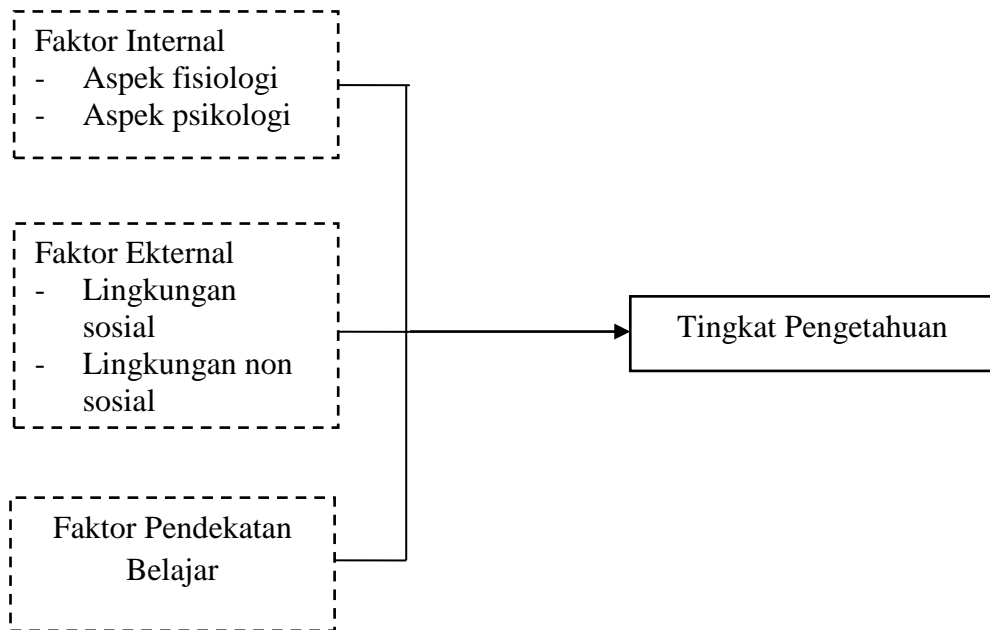 Faktor Internal
- Aspek fisiologi
- Aspek psikologi
Faktor Ekternal
- Lingkungan
sosial
- Lingkungan non
sosial
Tingkat Pengetahuan
Faktor Pendekatan
Belajar